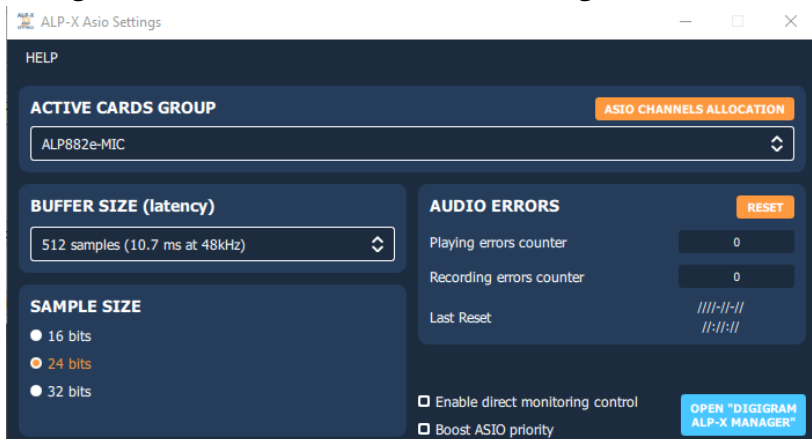 ALP-X Asio Settings
HELP
ACTIVE CARDS GROUP
ASIO CHANNELS ALLOCATION
ALP882e-MIC
BUFFER SIZE (latency)
512 samples (10.7 ms at 48kHz)
SAMPLE SIZE
16 bits
24 bits
32 bits
AUDIO ERRORS
RESET
Playing errors counter
0
Recording errors counter
0
Last Reset
////-//-//
//://://
Enable direct monitoring control
Boost ASIO priority
OPEN "DIGIGRAM
ALP-X MANAGER"